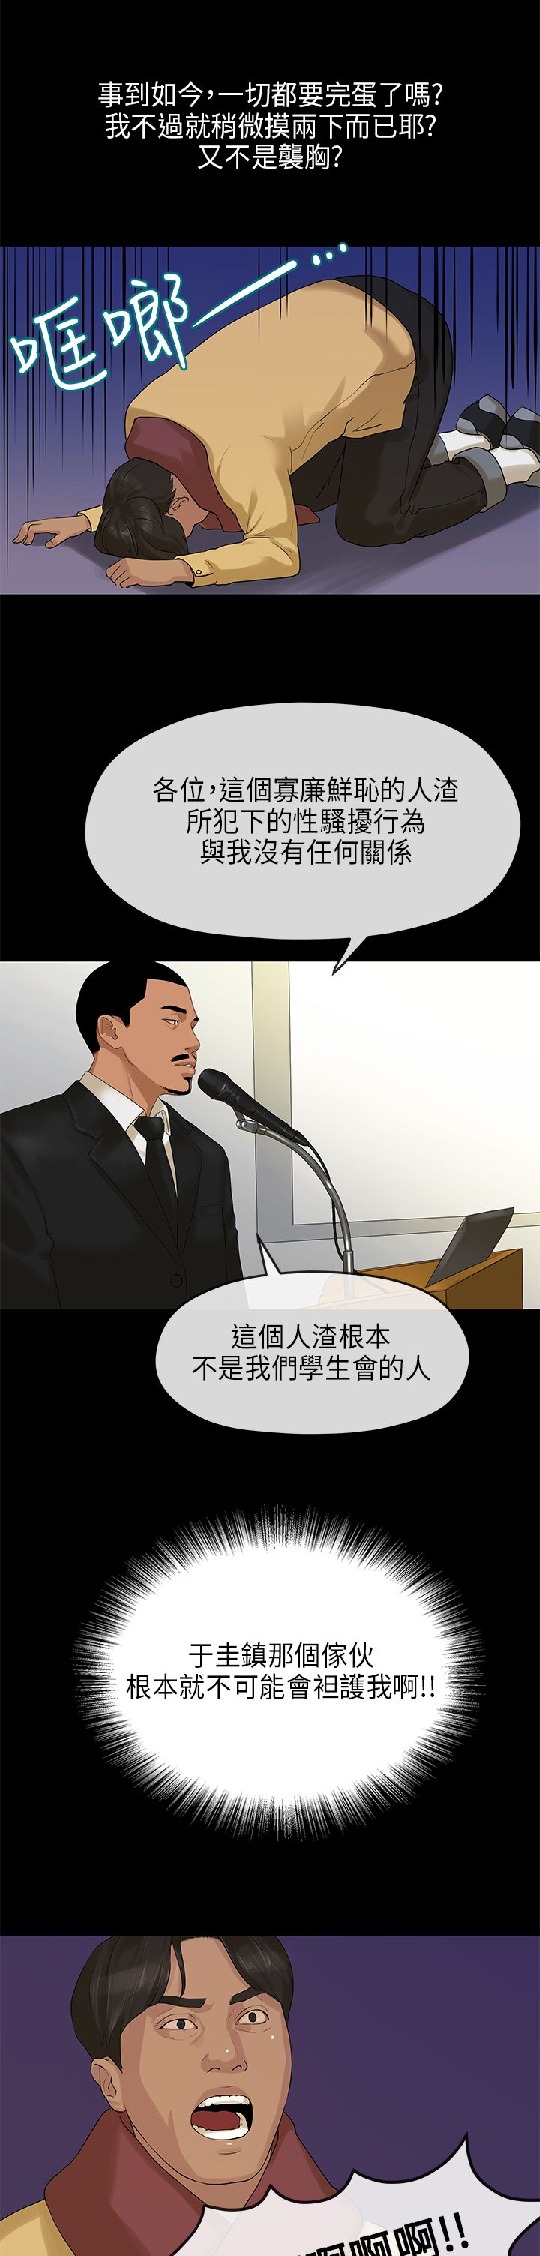 事到如今，一切都要完蛋了嗎?
我不過就稍微摸兩下而已耶?
又不是襲胸?
哐啷—…
各位，這個寡廉鮮恥的人渣
所犯下的性騷擾行為
與我沒有任何關係
這個人渣根本
不是我們學生會的人
于圭鎮那個傢伙
根本就不可能會袒護我啊!!
啊啊啊!!